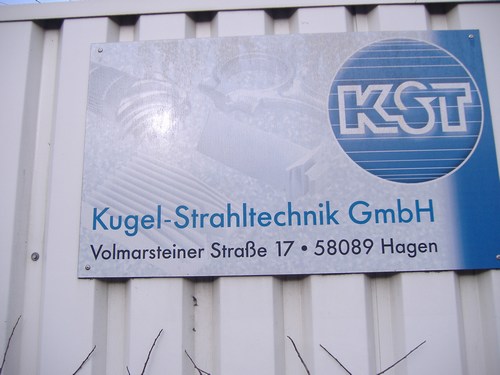 KST
Kugel-Strahltechnik GmbH
Volmarsteiner Straße 17 • 58089 Hagen